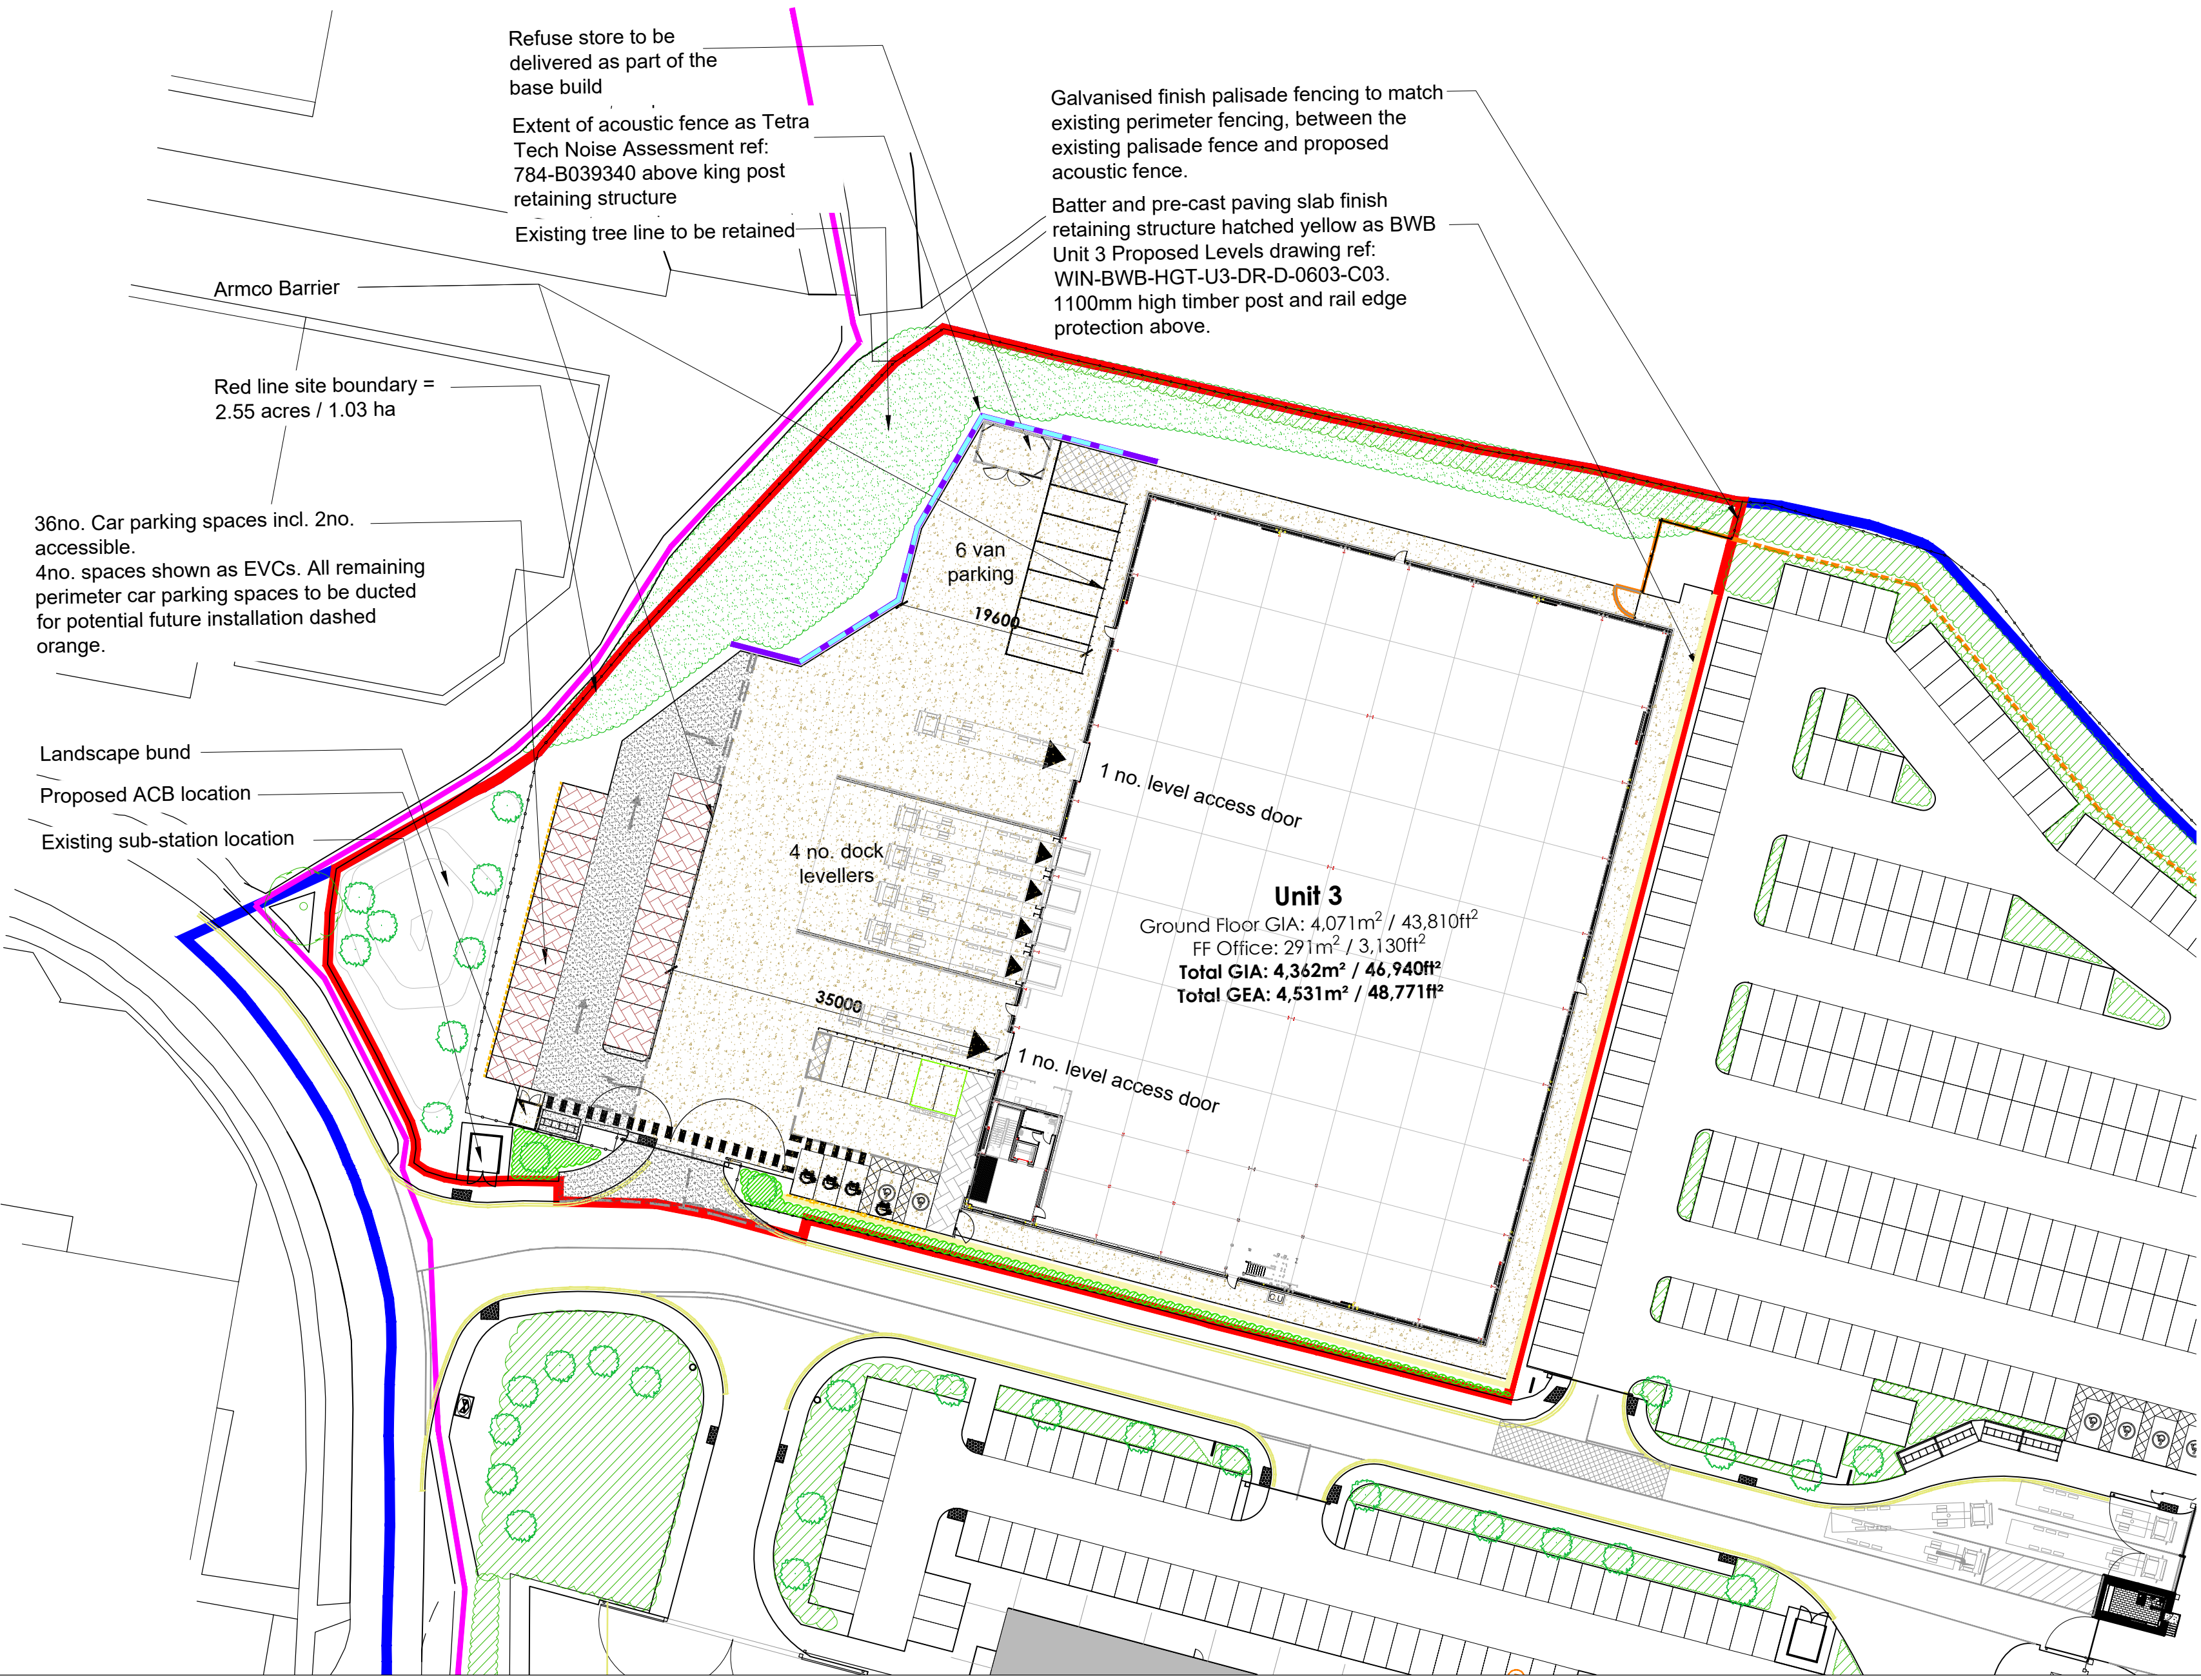 Refuse store to be
delivered as part of the
base build
Extent of acoustic fence as Tetra
Tech Noise Assessment ref:
784-B039340 above king post
retaining structure
Existing tree line to be retained
Galvanised finish palisade fencing to match
existing perimeter fencing, between the
existing palisade fence and proposed
acoustic fence.
Batter and pre-cast paving slab finish
retaining structure hatched yellow as BWB
Unit 3 Proposed Levels drawing ref:
WIN-BWB-HGT-U3-DR-D-0603-C03.
1100mm high timber post and rail edge
protection above.
Armco Barrier
Red line site boundary =
2.55 acres / 1.03 ha
36no. Car parking spaces incl. 2no.
accessible.
4no. spaces shown as EVCs. All remaining
perimeter car parking spaces to be ducted
for potential future installation dashed
orange.
Landscape bund
Proposed ACB location
Existing sub-station location
6 van
parking
19600
1 no. level access door
4 no. dock
levellers
Unit 3
Ground Floor GIA: 4,071m² / 43,810ft²
FF Office: 291m² / 3,130ft²
Total GIA: 4,362m² / 46,940ft²
Total GEA: 4,531m² / 48,771ft²
35000
1 no. level access door
C.U